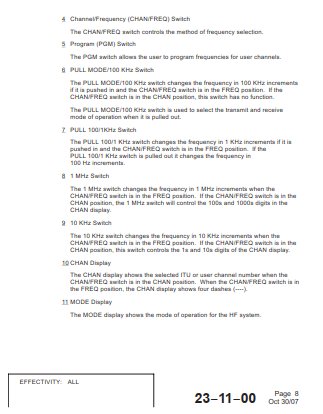 4 Channel/Frequency (CHAN/FREQ) Switch
The CHAN/FREQ switch controls the method of frequency selection.
5 Program (PGM) Switch
The PGM switch allows the user to program frequencies for user channels.
6 PULL MODE/100 KHz Switch
The PULL MODE/100 KHz switch changes the frequency in 100 KHz increments
if it is pushed in and the CHAN/FREQ switch is in the FREQ position. If the
CHAN/FREQ switch is in the CHAN position, this switch has no function.
The PULL MODE/100 KHz switch is used to select the transmit and receive
mode of operation when it is pulled out.
7 PULL 100/1KHz Switch
The PULL 100/1 KHz switch changes the frequency in 1 KHz increments if it is
pushed in and the CHAN/FREQ switch is in the FREQ position. If the
PULL 100/1 KHz switch is pulled out it changes the frequency in
100 Hz increments.
8 1 MHz Switch
The 1 MHz switch changes the frequency in 1 MHz increments when the
CHAN/FREQ switch is in the FREQ position. If the CHAN/FREQ switch is in the
CHAN position, the 1 MHz switch will control the 100s and 1000s digits in the
CHAN display.
9 10 KHz Switch
The 10 KHz switch changes the frequency in 10 KHz increments when the
CHAN/FREQ switch is in the FREQ position. If the CHAN/FREQ switch is in the
CHAN position, this switch controls the 1s and 10s digits of the CHAN display.
10 CHAN Display
The CHAN display shows the selected ITU or user channel number when the
CHAN/FREQ switch is in the CHAN position. When the CHAN/FREQ switch is in
the FREQ position, the CHAN display shows four dashes (----).
11 MODE Display
The MODE display shows the mode of operation for the HF system.
EFFECTIVITY: ALL
23−11−00
Page 8
Oct 30/07